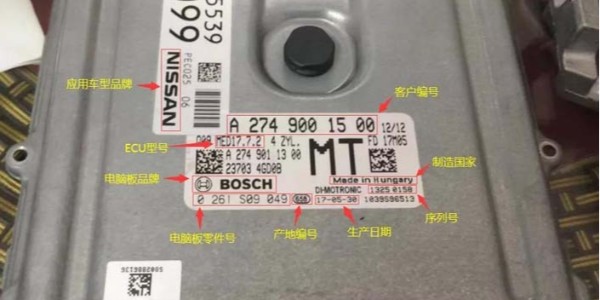 5539
099
PEC025 06
NISSAN
应用车型品牌
客户编号
A 274 900 15 00 12/12
ECU型号
MED17.7.2 4 ZYL. MT FD 17M05
A 274 901 13 00
23703 4GD0B
制造国家
电脑板品牌
BOSCH
Made in Hungary
DI-MOTRONIC 1325 0158
0 261 S09 049 17-05-30 1039S96513
序列号
电脑板零件号
产地编号
生产日期